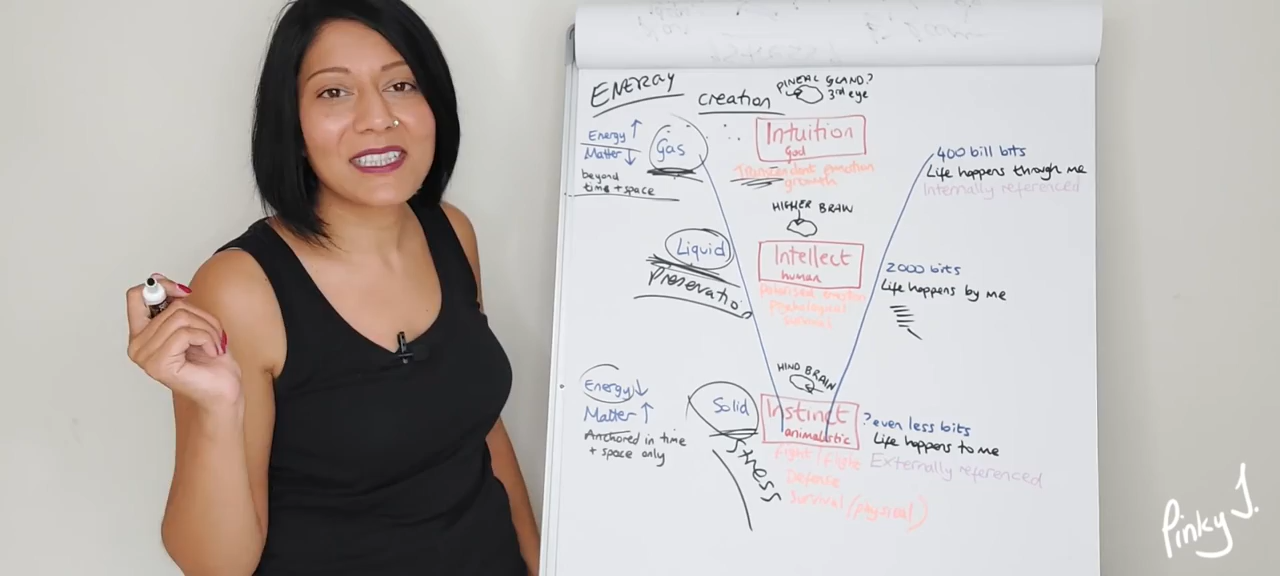 ENERGY
creation
PINEAL GLAND?
3rd eye
Energy ↑
Matter ↓
beyond
time + space
Gas
Intuition
God
Transcendant emotion
growth
400 bill bits
Life happens through me
Internally referenced
HIGHER BRAIN
Liquid
Preservation
Intellect
human
Polarised emotion
Psychological
survival
2000 bits
Life happens by me
HIND BRAIN
Energy ↓
Matter ↑
Anchored in time
+ space only
Solid
Stress
Instinct
animalistic
Fight/Flight
Defense
Survival (physical)
? even less bits
Life happens to me
Externally referenced
Pinky J.